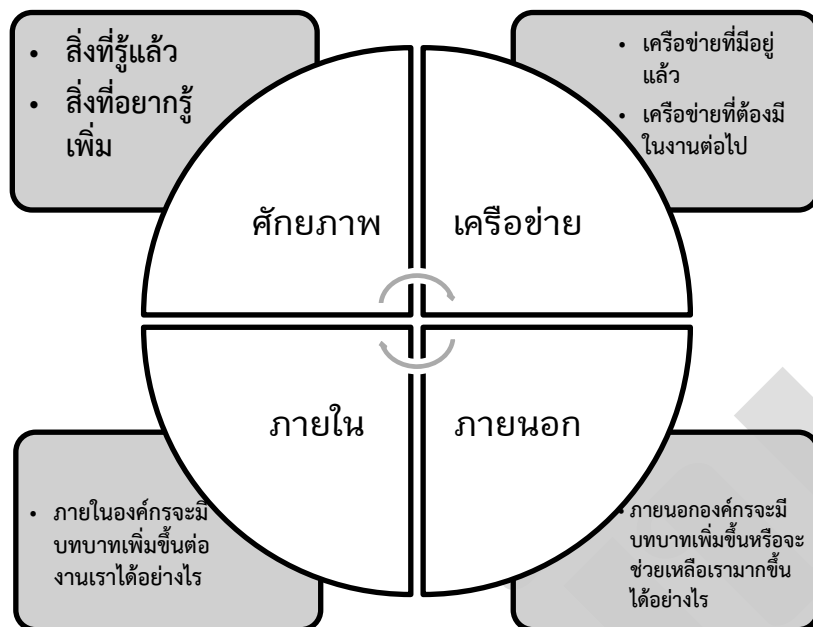 • สิ่งที่รู้แล้ว
• สิ่งที่อยากรู้
เพิ่ม
• เครือข่ายที่มีอยู่
แล้ว
• เครือข่ายที่ต้องมี
ในงานต่อไป
ศักยภาพ
เครือข่าย
ภายใน
ภายนอก
• ภายในองค์กรจะมี
บทบาทเพิ่มขึ้นต่อ
งานเราได้อย่างไร
• ภายนอกองค์กรจะมี
บทบาทเพิ่มขึ้นหรือจะ
ช่วยเหลือเรามากขึ้น
ได้อย่างไร